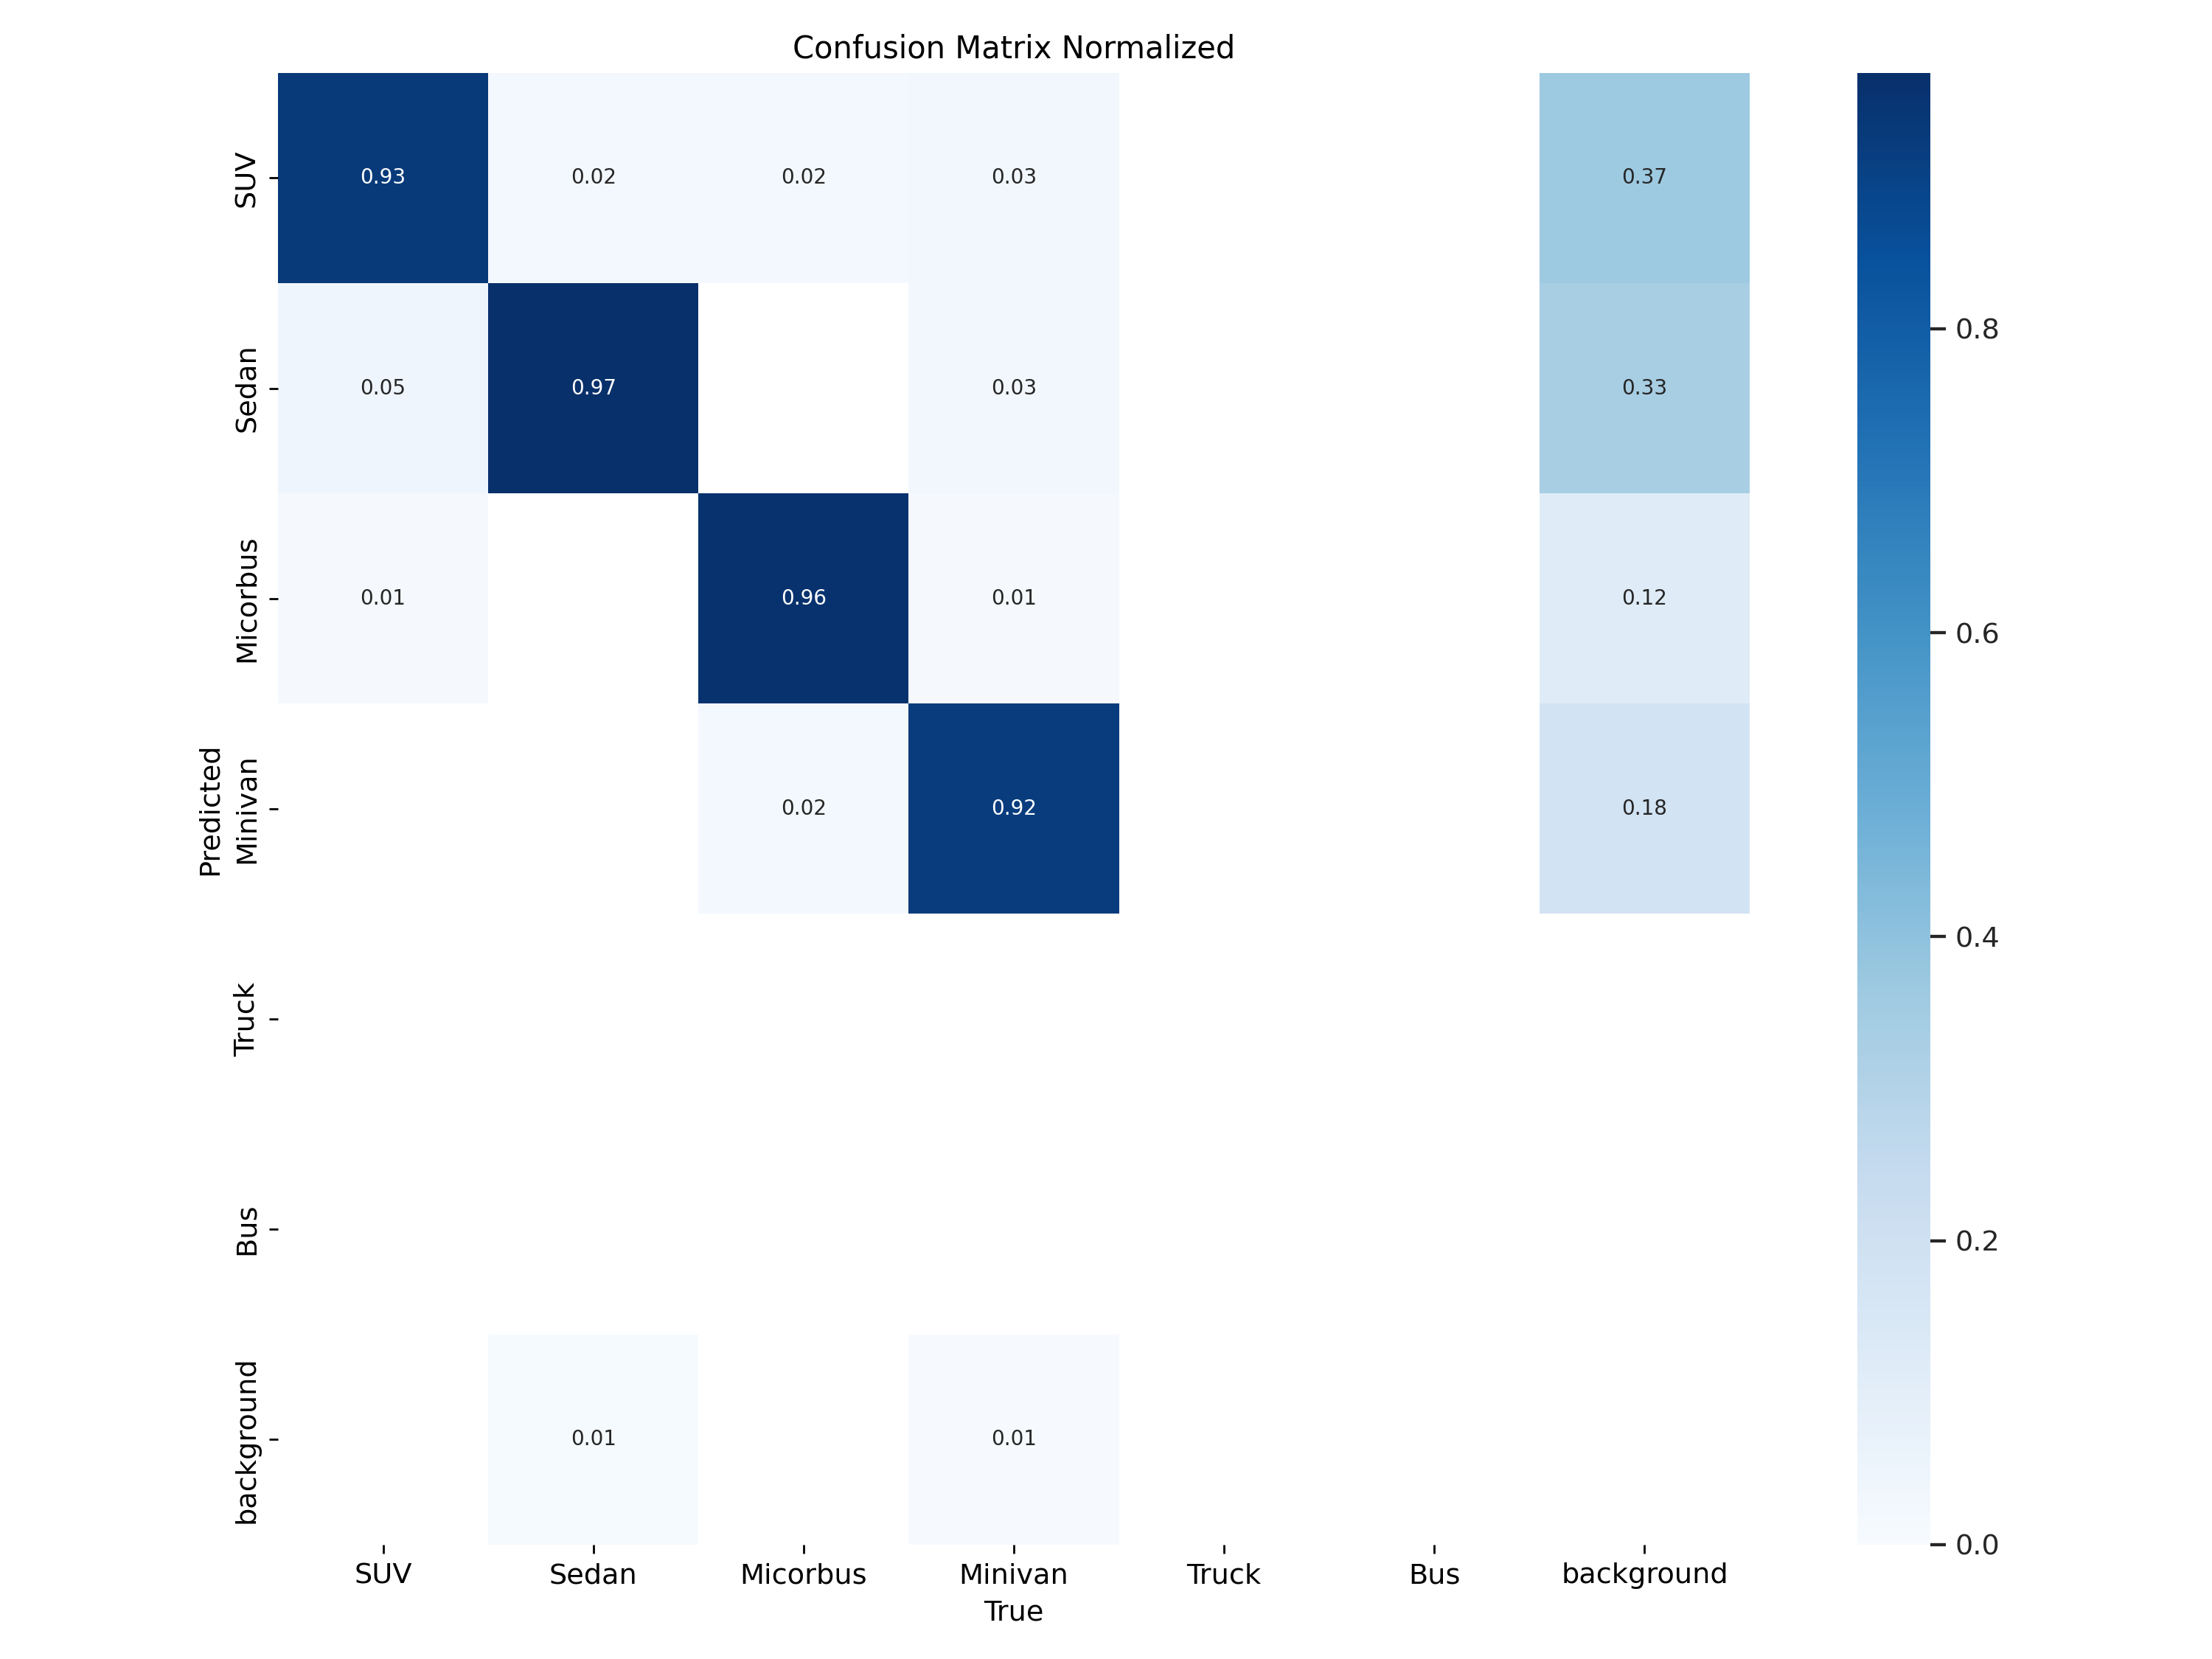 Confusion Matrix Normalized
SUV
0.93
0.02
0.02
0.03
0.37
Sedan
0.05
0.97
0.03
0.33
Micorbus
0.01
0.96
0.01
0.12
Predicted
Minivan
0.02
0.92
0.18
Truck
Bus
background
0.01
0.01
SUV
Sedan
Micorbus
Minivan
Truck
Bus
background
True
0.8
0.6
0.4
0.2
0.0